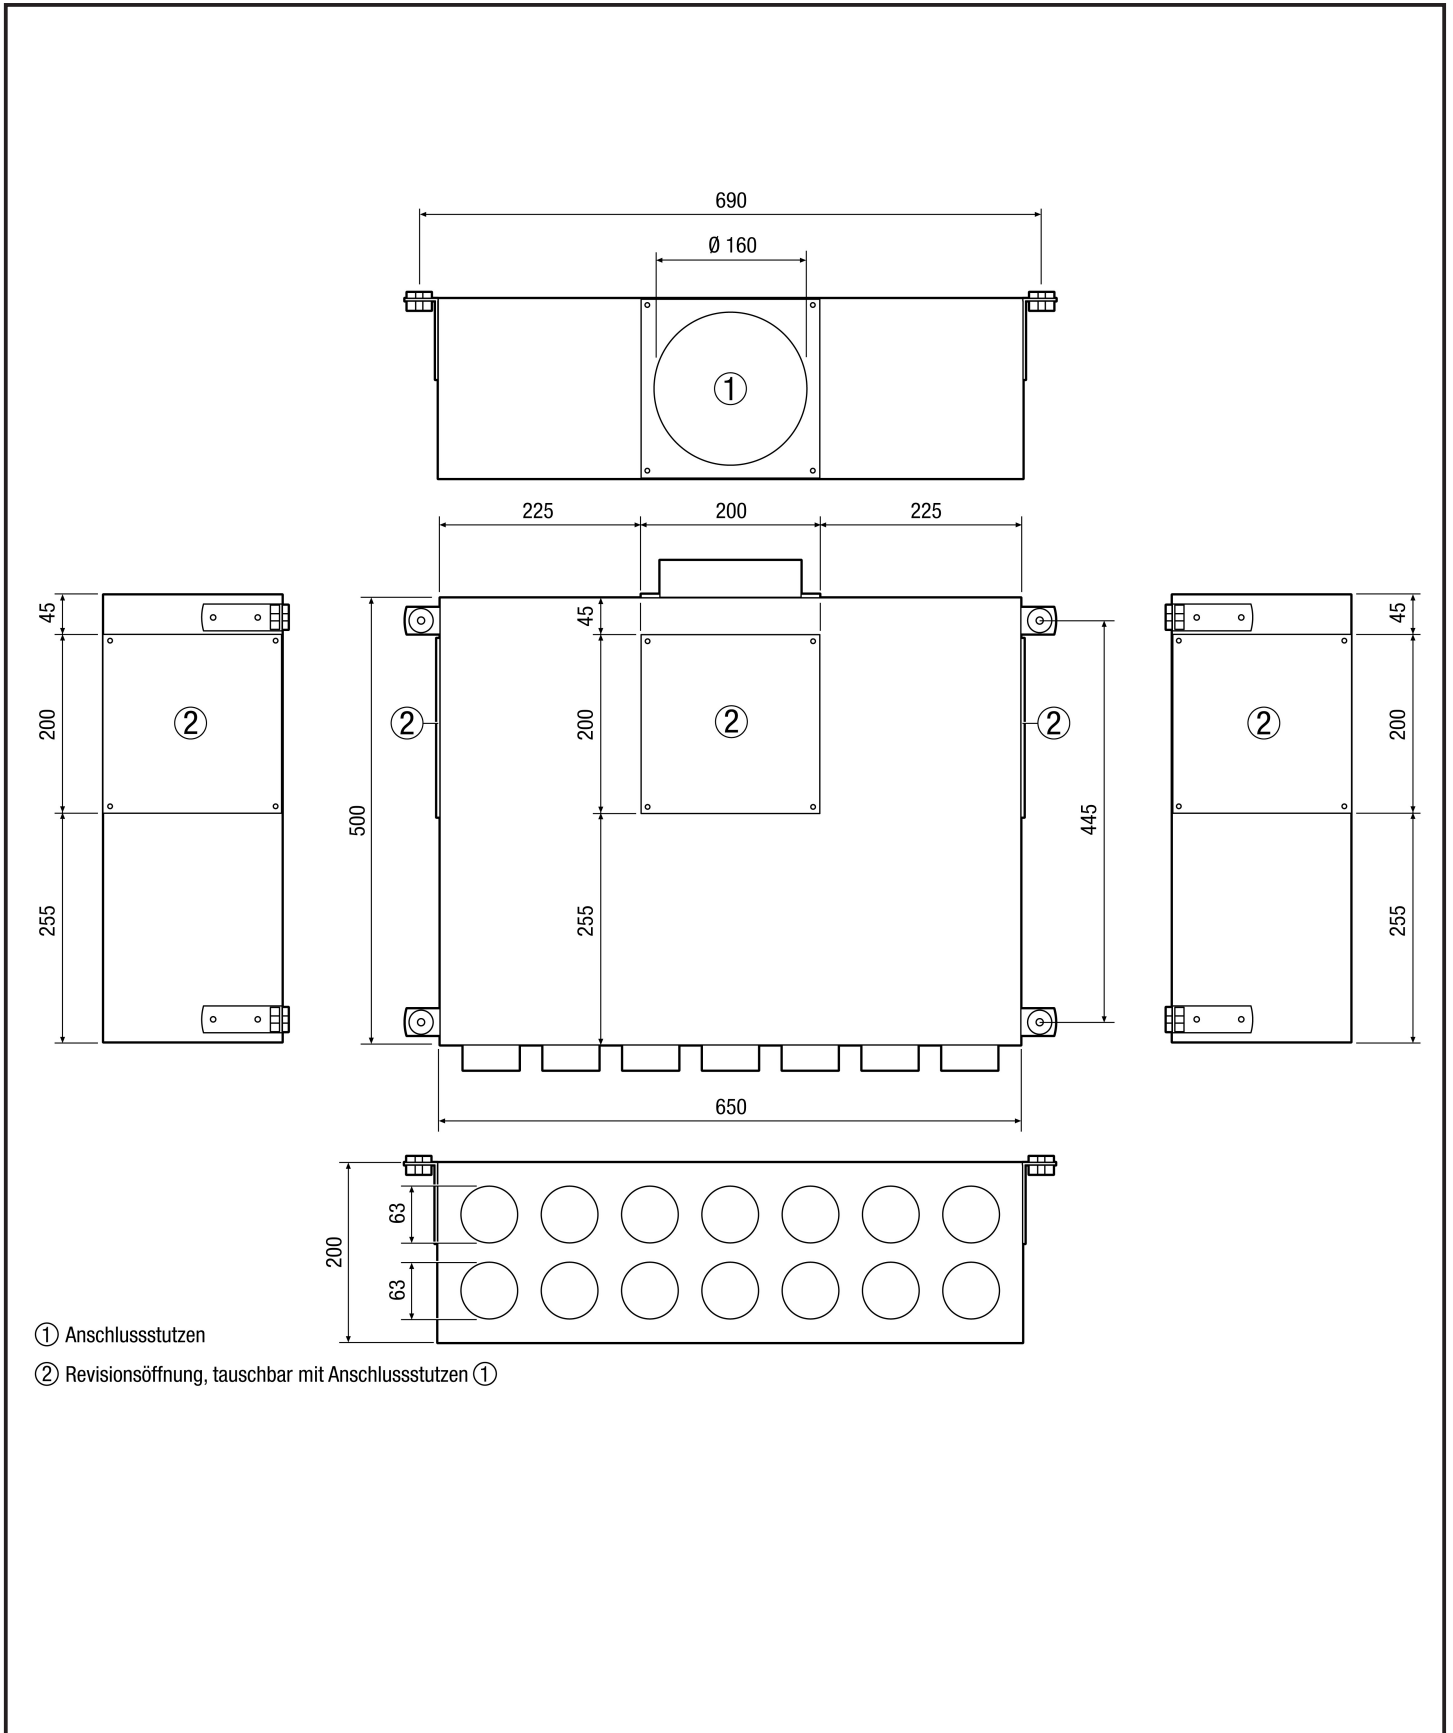 690
Ø 160
①
225 200 225
45 45 45 45
200 ② ② 200 ② ② ② 200
500 445
255 255 255
650
63
200
63
① Anschlussstutzen
② Revisionsöffnung, tauschbar mit Anschlussstutzen ①